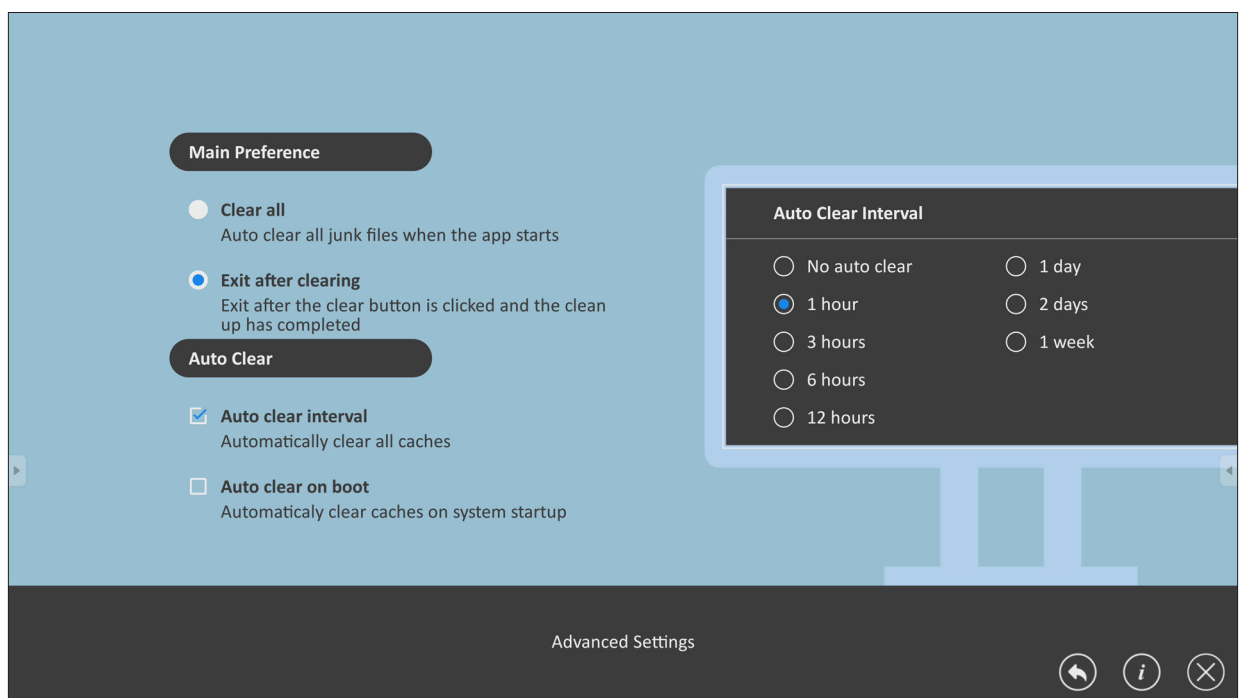 Main Preference
Clear all
Auto clear all junk files when the app starts
Exit after clearing
Exit after the clear button is clicked and the clean
up has completed
Auto Clear
Auto clear interval
Automatically clear all caches
Auto clear on boot
Automaticaly clear caches on system startup
Auto Clear Interval
No auto clear
1 hour
3 hours
6 hours
12 hours
1 day
2 days
1 week
Advanced Settings
i